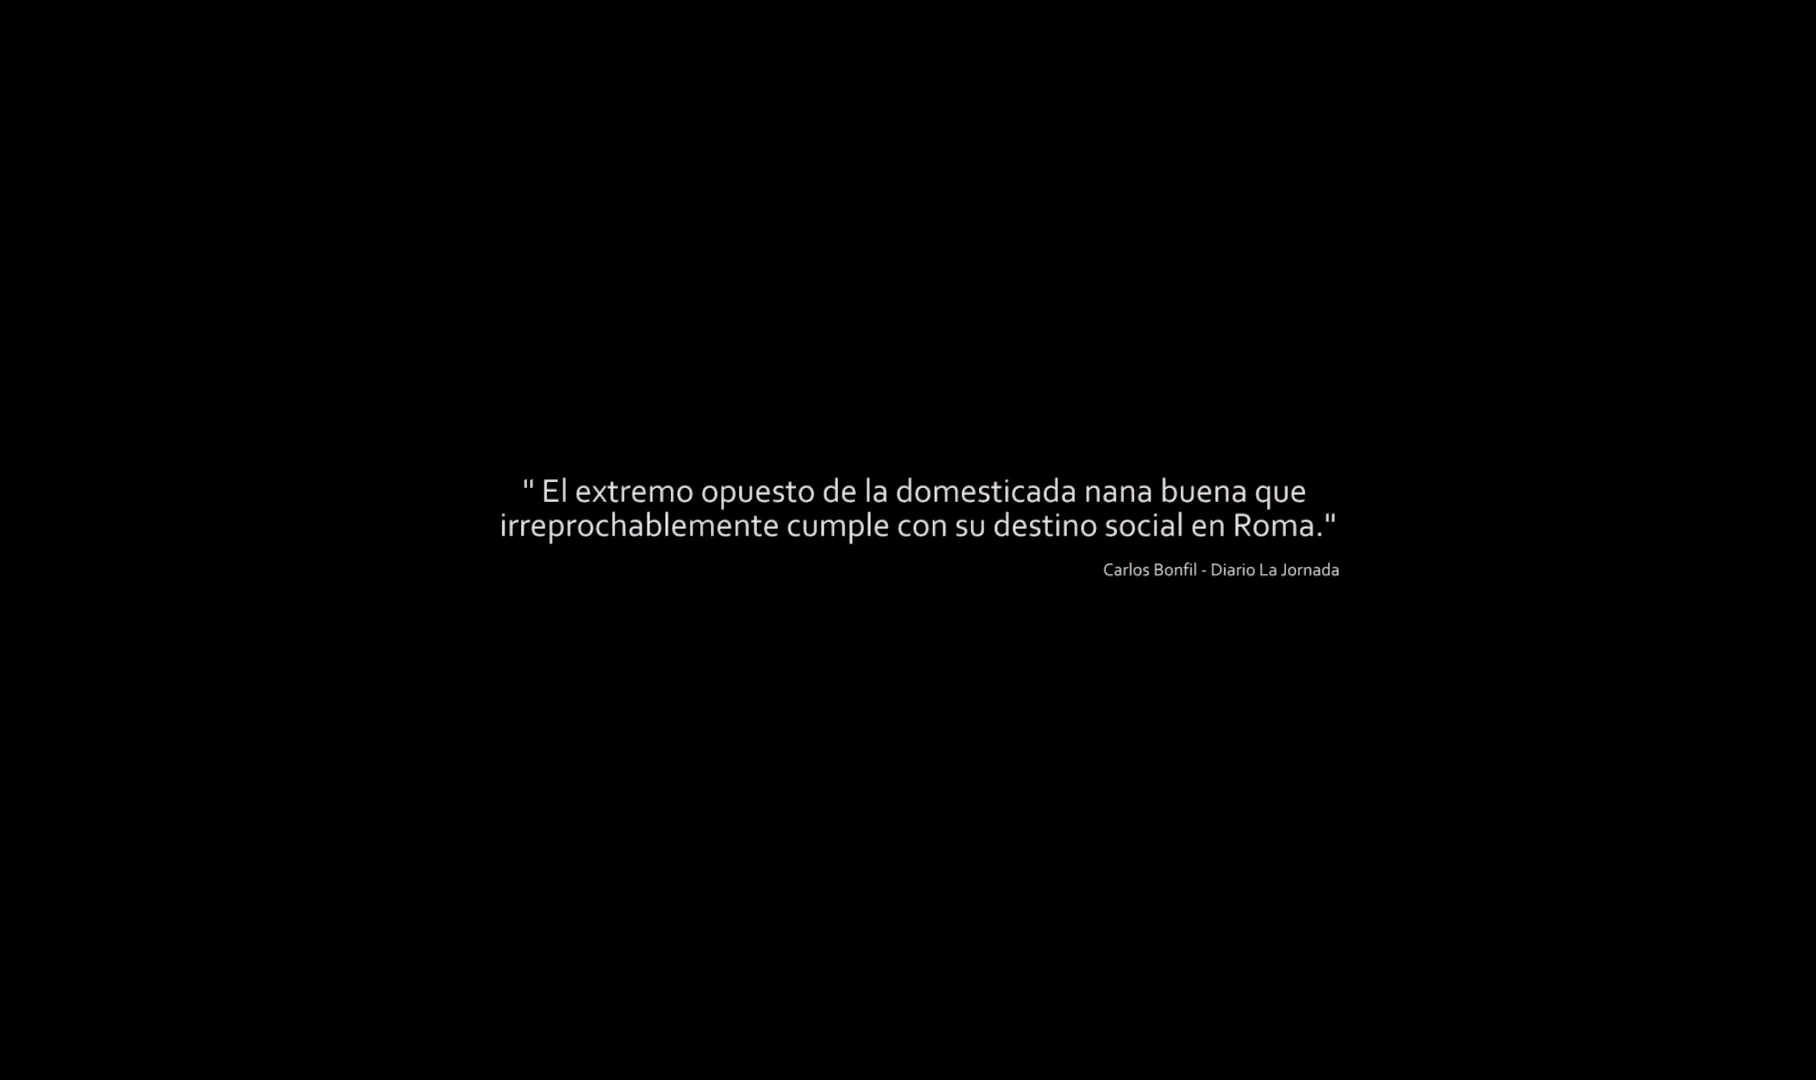 " El extremo opuesto de la domesticada nana buena que
irreprochablemente cumple con su destino social en Roma."
Carlos Bonfil - Diario La Jornada